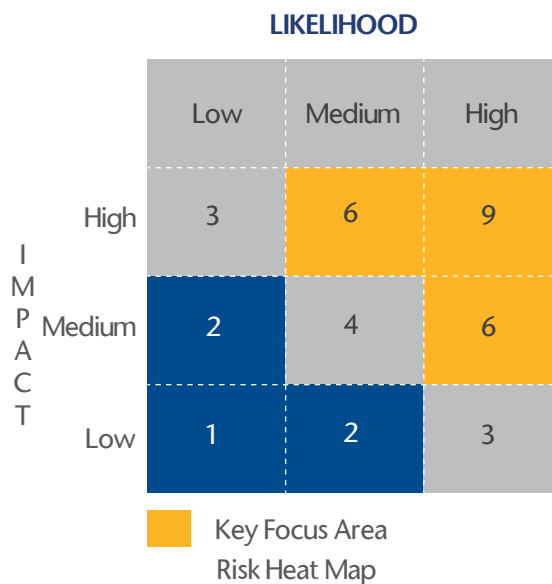 LIKELIHOOD
Low Medium High
High 3 6 9
IMPACT
Medium 2 4 6
Low 1 2 3
Key Focus Area
Risk Heat Map